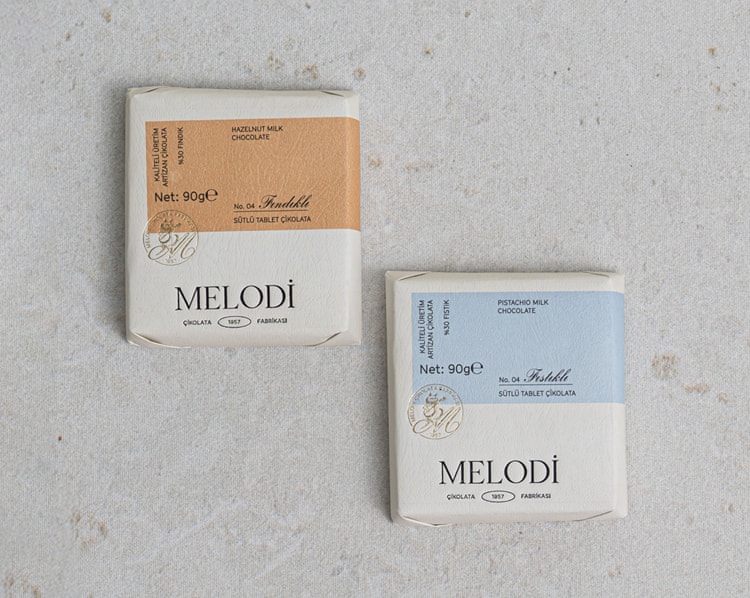 KALİTELİ ÜRETİM
ARTİZAN ÇİKOLATA
%30 FINDIK
HAZELNUT MILK
CHOCOLATE
Net: 90g℮
No. 04 Fındıklı
SÜTLÜ TABLET ÇİKOLATA
1957
MELODİ
ÇİKOLATA 1957 FABRİKASI
KALİTELİ ÜRETİM
ARTİZAN ÇİKOLATA
%30 FISTIK
PISTACHIO MILK
CHOCOLATE
Net: 90g℮
No. 04 Fıstıklı
SÜTLÜ TABLET ÇİKOLATA
1957
MELODİ
ÇİKOLATA 1957 FABRİKASI